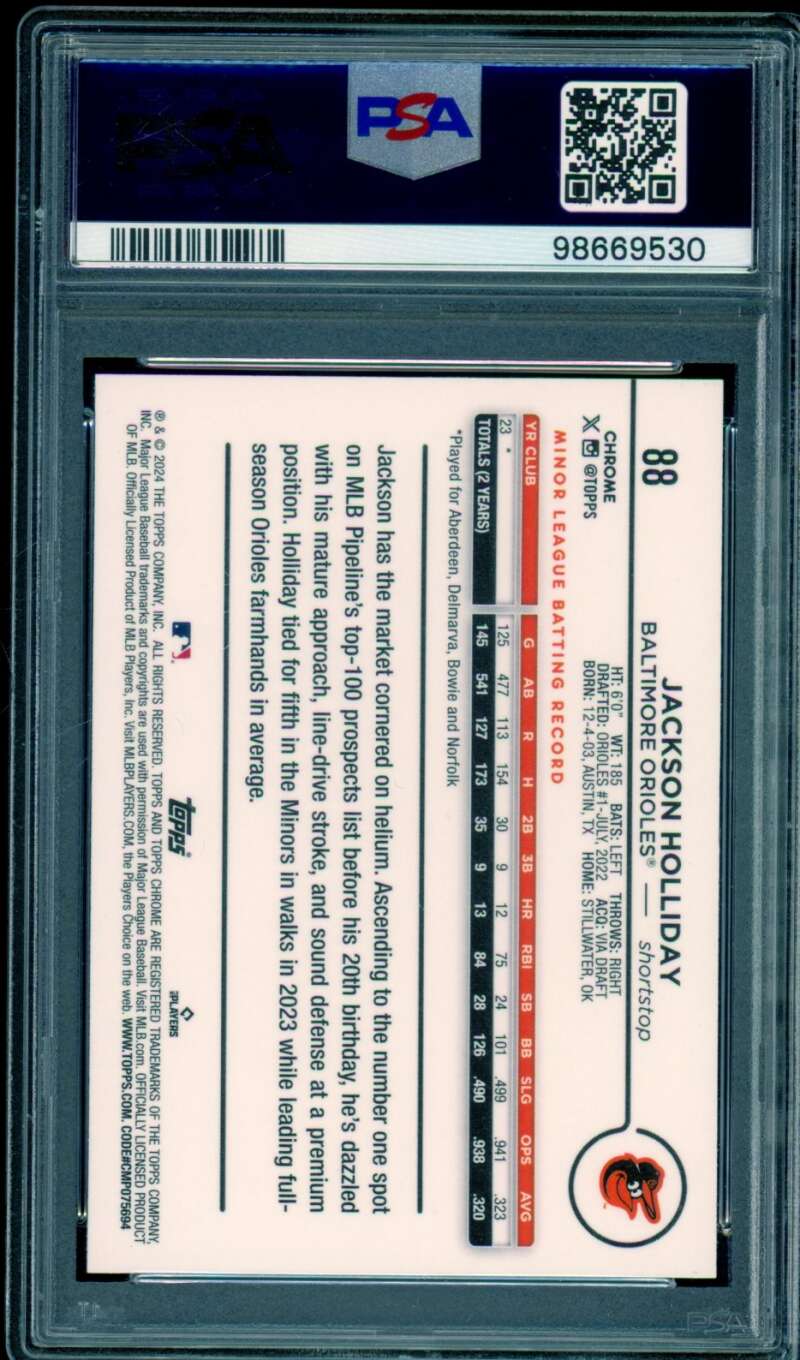 PSA
PSA
98669530
88
JACKSON HOLLIDAY
BALTIMORE ORIOLES® — shortstop
HT: 6'0" WT: 185 BATS: LEFT THROWS: RIGHT
DRAFTED: ORIOLES #1-JULY, 2022 ACQ: VIA DRAFT
BORN: 12-4-03, AUSTIN, TX HOME: STILLWATER, OK
CHROME
X @TOPPS
MINOR LEAGUE BATTING RECORD
YR CLUB G AB R H 2B 3B HR RBI SB BB SLG OPS AVG
23 * 125 477 113 154 30 9 12 75 24 101 .499 .941 .323
TOTALS (2 YEARS) 145 541 127 173 35 9 13 84 28 126 .490 .938 .320
*Played for Aberdeen, Delmarva, Bowie and Norfolk
Jackson has the market cornered on helium. Ascending to the number one spot
on MLB Pipeline's top-100 prospects list before his 20th birthday, he's dazzled
with his mature approach, line-drive stroke, and sound defense at a premium
position. Holliday tied for fifth in the Minors in walks in 2023 while leading full-
season Orioles farmhands in average.
topps®
PLAYERS
® & © 2024 THE TOPPS COMPANY, INC. ALL RIGHTS RESERVED. TOPPS AND TOPPS CHROME ARE REGISTERED TRADEMARKS OF THE TOPPS COMPANY,
INC. Major League Baseball trademarks and copyrights are used with permission of Major League Baseball. Visit MLB.com. OFFICIALLY LICENSED PRODUCT
OF MLB. Officially Licensed Product of MLB Players, Inc. Visit MLBPLAYERS.COM, the Players Choice on the web. WWW.TOPPS.COM. CODE#CMP075694
PSA